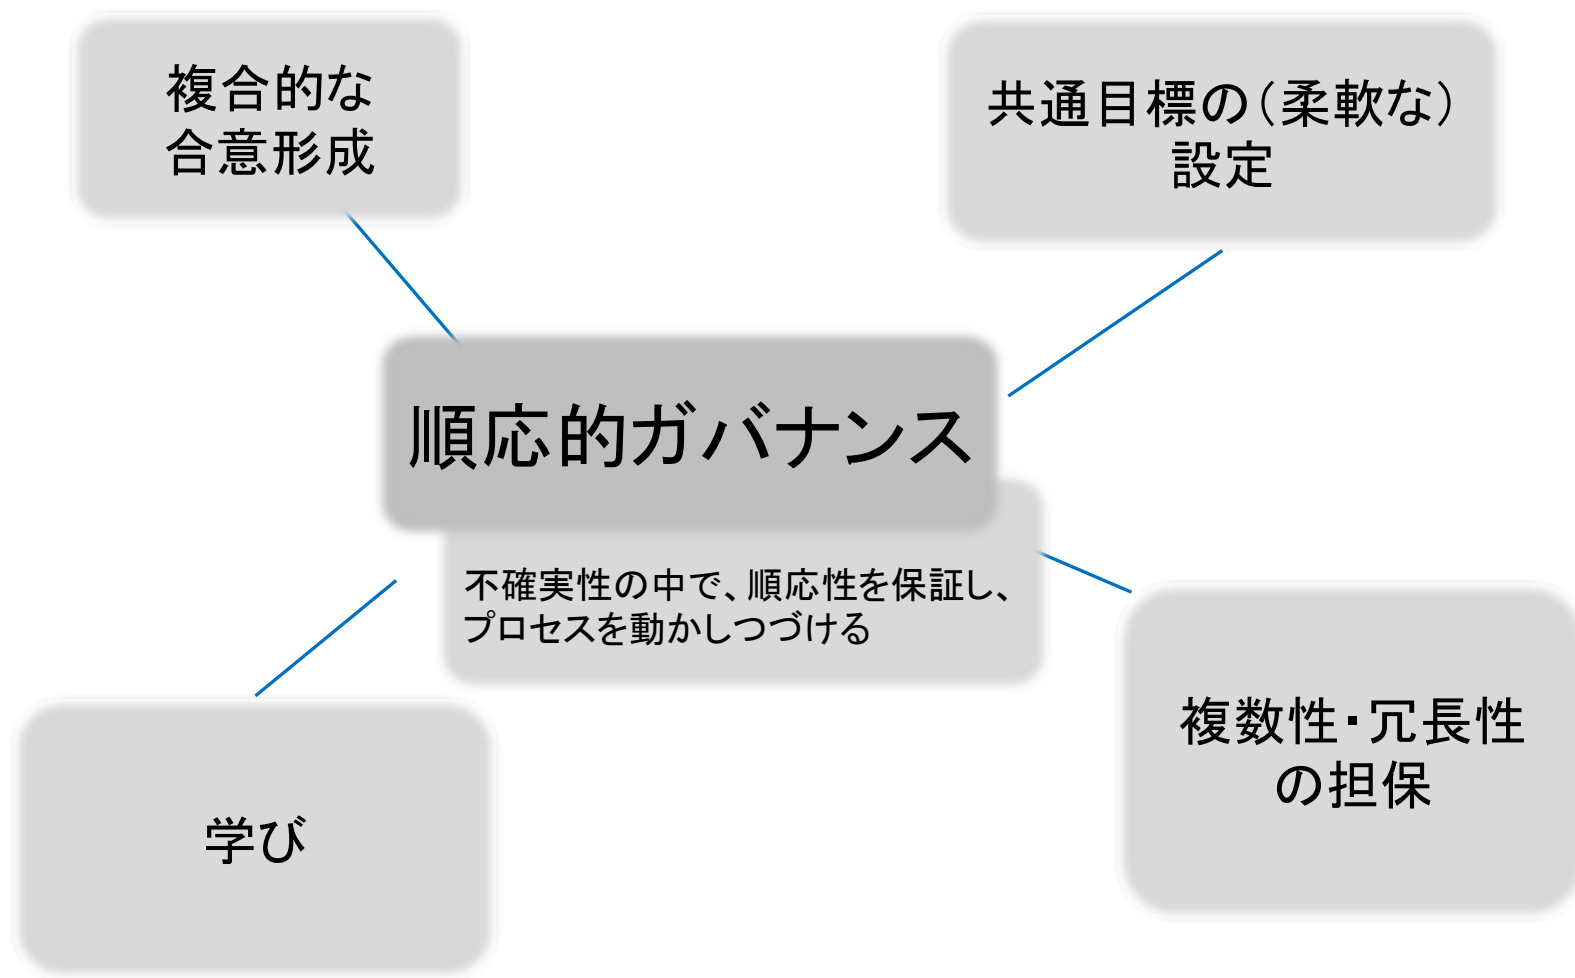 複合的な
合意形成
共通目標の（柔軟な）
設定
順応的ガバナンス
不確実性の中で、順応性を保証し、
プロセスを動かしつづける
複数性・冗長性
の担保
学び